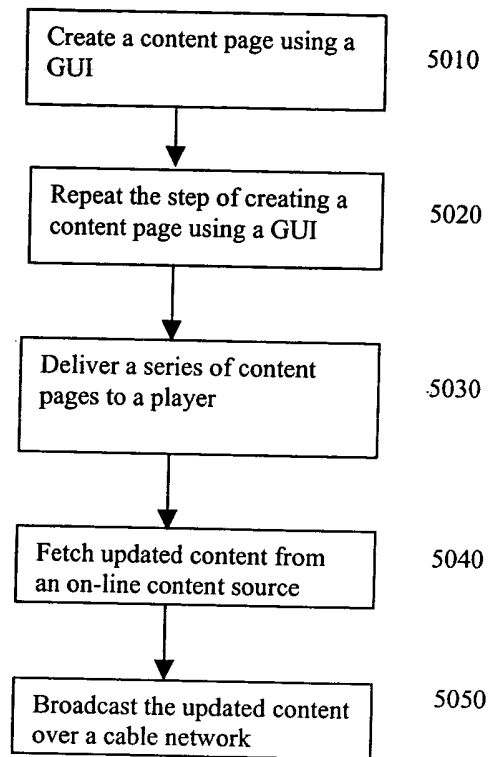 Create a content page using a
GUI
5010
Repeat the step of creating a
content page using a GUI
5020
Deliver a series of content
pages to a player
5030
Fetch updated content from
an on-line content source
5040
Broadcast the updated content
over a cable network
5050